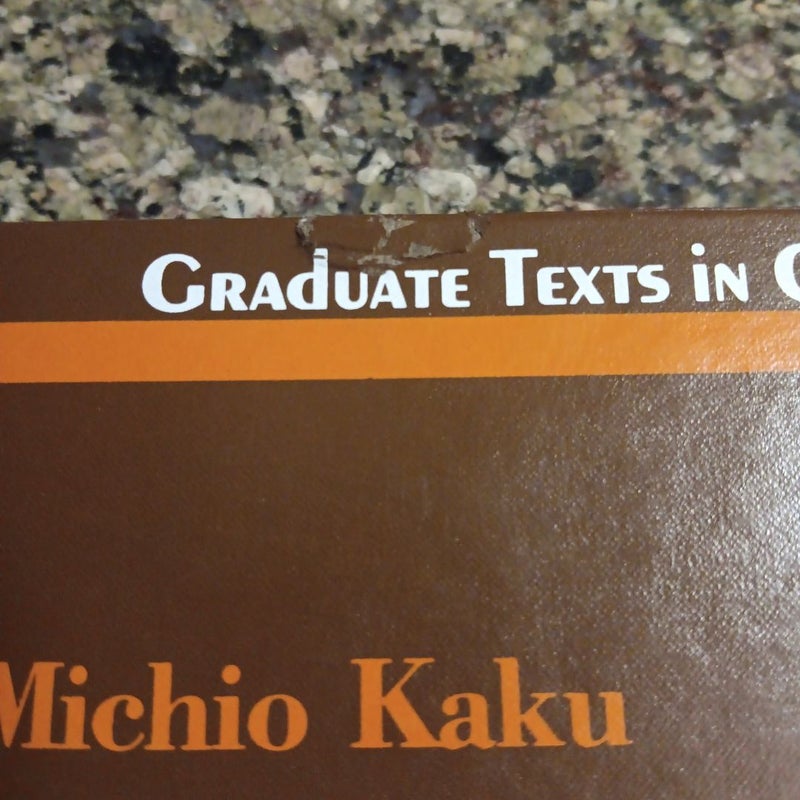 Graduate Texts in C
Michio Kaku